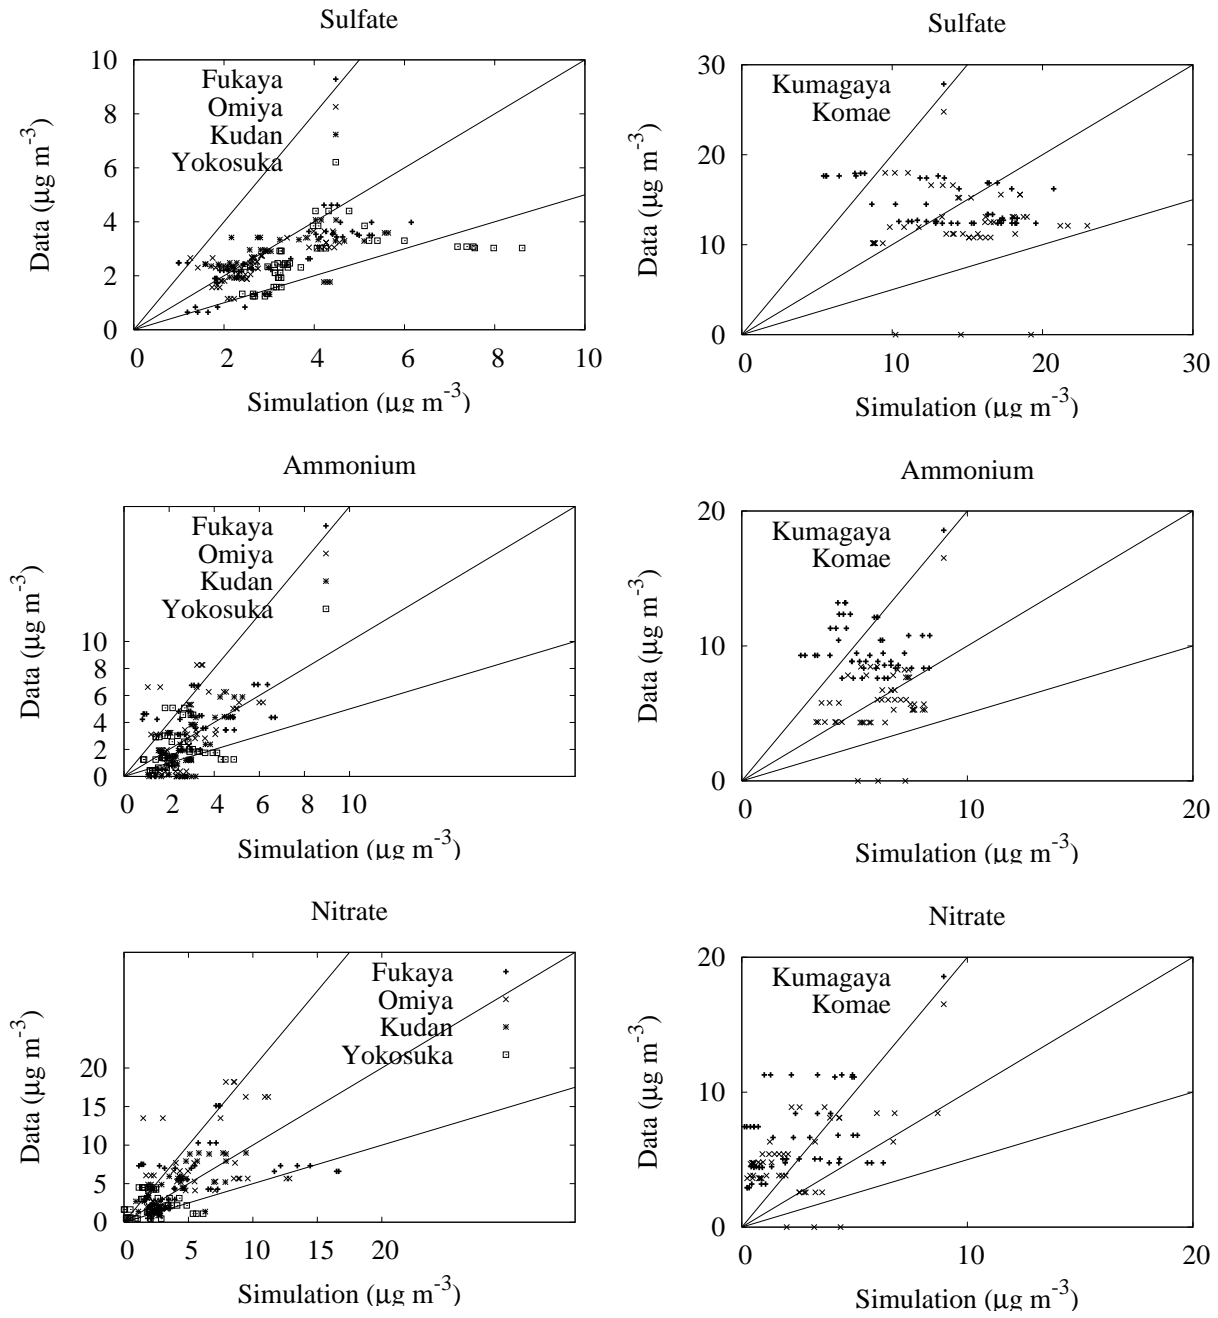 Sulfate
10
8
6
4
2
0
Data (μg m-3)
Fukaya
Omiya
Kudan
Yokosuka
0 2 4 6 8 10
Simulation (μg m-3)
Sulfate
30
20
10
0
Data (μg m-3)
Kumagaya
Komae
0 10 20 30
Simulation (μg m-3)
Ammonium
10
8
6
4
2
0
Data (μg m-3)
Fukaya
Omiya
Kudan
Yokosuka
0 2 4 6 8 10
Simulation (μg m-3)
Ammonium
20
10
0
Data (μg m-3)
Kumagaya
Komae
0 10 20
Simulation (μg m-3)
Nitrate
20
15
10
5
0
Data (μg m-3)
Fukaya
Omiya
Kudan
Yokosuka
0 5 10 15 20
Simulation (μg m-3)
Nitrate
20
10
0
Data (μg m-3)
Kumagaya
Komae
0 10 20
Simulation (μg m-3)